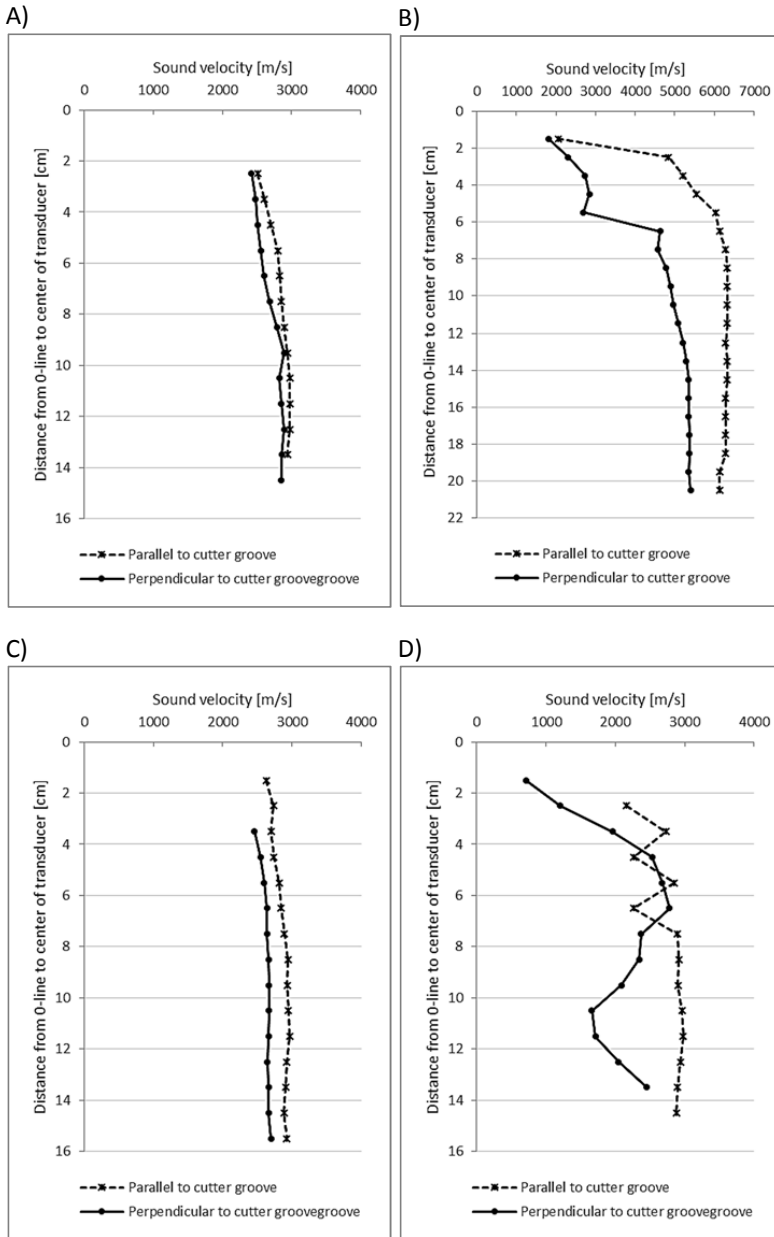 A)
Sound velocity [m/s]
0 1000 2000 3000 4000
Distance from 0-line to center of transducer [cm]
0
2
4
6
8
10
12
14
16
Parallel to cutter groove
Perpendicular to cutter groovegroove
B)
Sound velocity [m/s]
0 1000 2000 3000 4000 5000 6000 7000
Distance from 0-line to center of transducer [cm]
0
2
4
6
8
10
12
14
16
18
20
22
Parallel to cutter groove
Perpendicular to cutter groovegroove
C)
Sound velocity [m/s]
0 1000 2000 3000 4000
Distance from 0-line to center of transducer [cm]
0
2
4
6
8
10
12
14
16
Parallel to cutter groove
Perpendicular to cutter groovegroove
D)
Sound velocity [m/s]
0 1000 2000 3000 4000
Distance from 0-line to center of transducer [cm]
0
2
4
6
8
10
12
14
16
Parallel to cutter groove
Perpendicular to cutter groovegroove